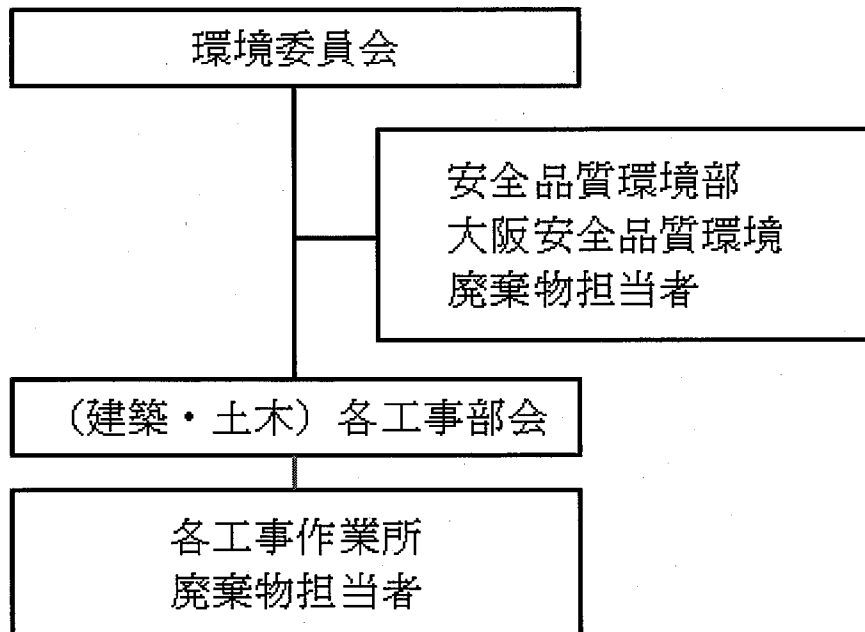 環境委員会
安全品質環境部
大阪安全品質環境
廃棄物担当者
（建築・土木）各工事部会
各工事作業所
廃棄物担当者